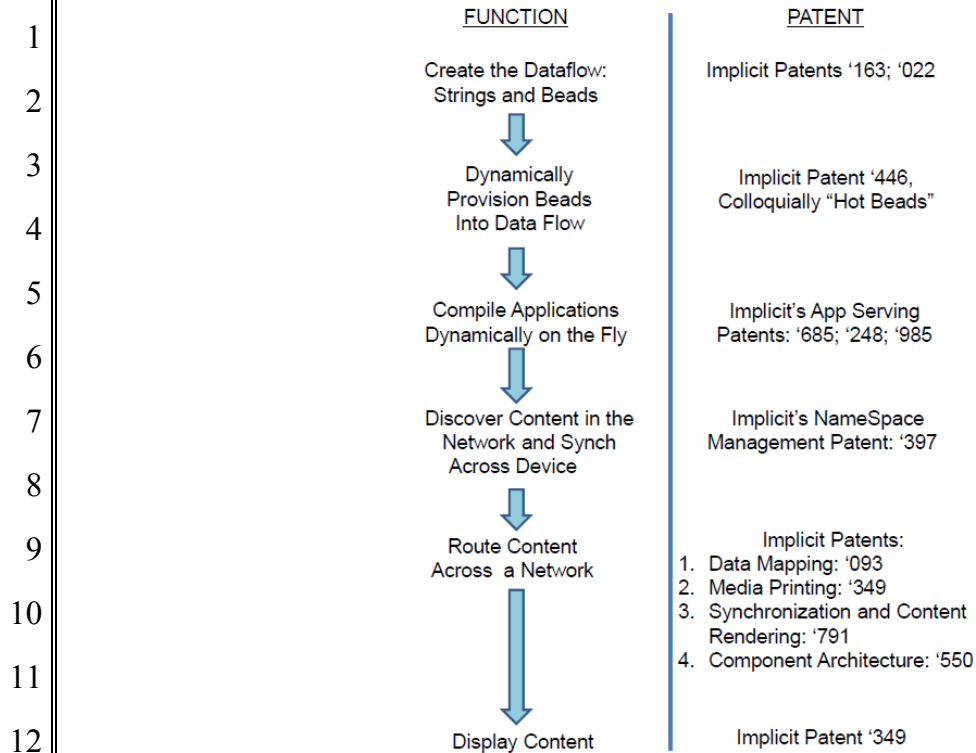 FUNCTION PATENT
1
Create the Dataflow: Implicit Patents ‘163; ‘022
2 Strings and Beads
3 Dynamically Implicit Patent ‘446,
Provision Beads Colloquially “Hot Beads”
4 Into Data Flow
5 Compile Applications Implicit’s App Serving
Dynamically on the Fly Patents: ‘685; ‘248; ‘985
6
7 Discover Content in the Implicit’s NameSpace
Network and Synch Management Patent: ‘397
Across Device
8
9 Route Content Implicit Patents:
Across a Network 1. Data Mapping: ‘093
2. Media Printing: ‘349
10 3. Synchronization and Content
Rendering: ‘791
11 4. Component Architecture: ‘550
12 Display Content Implicit Patent ‘349